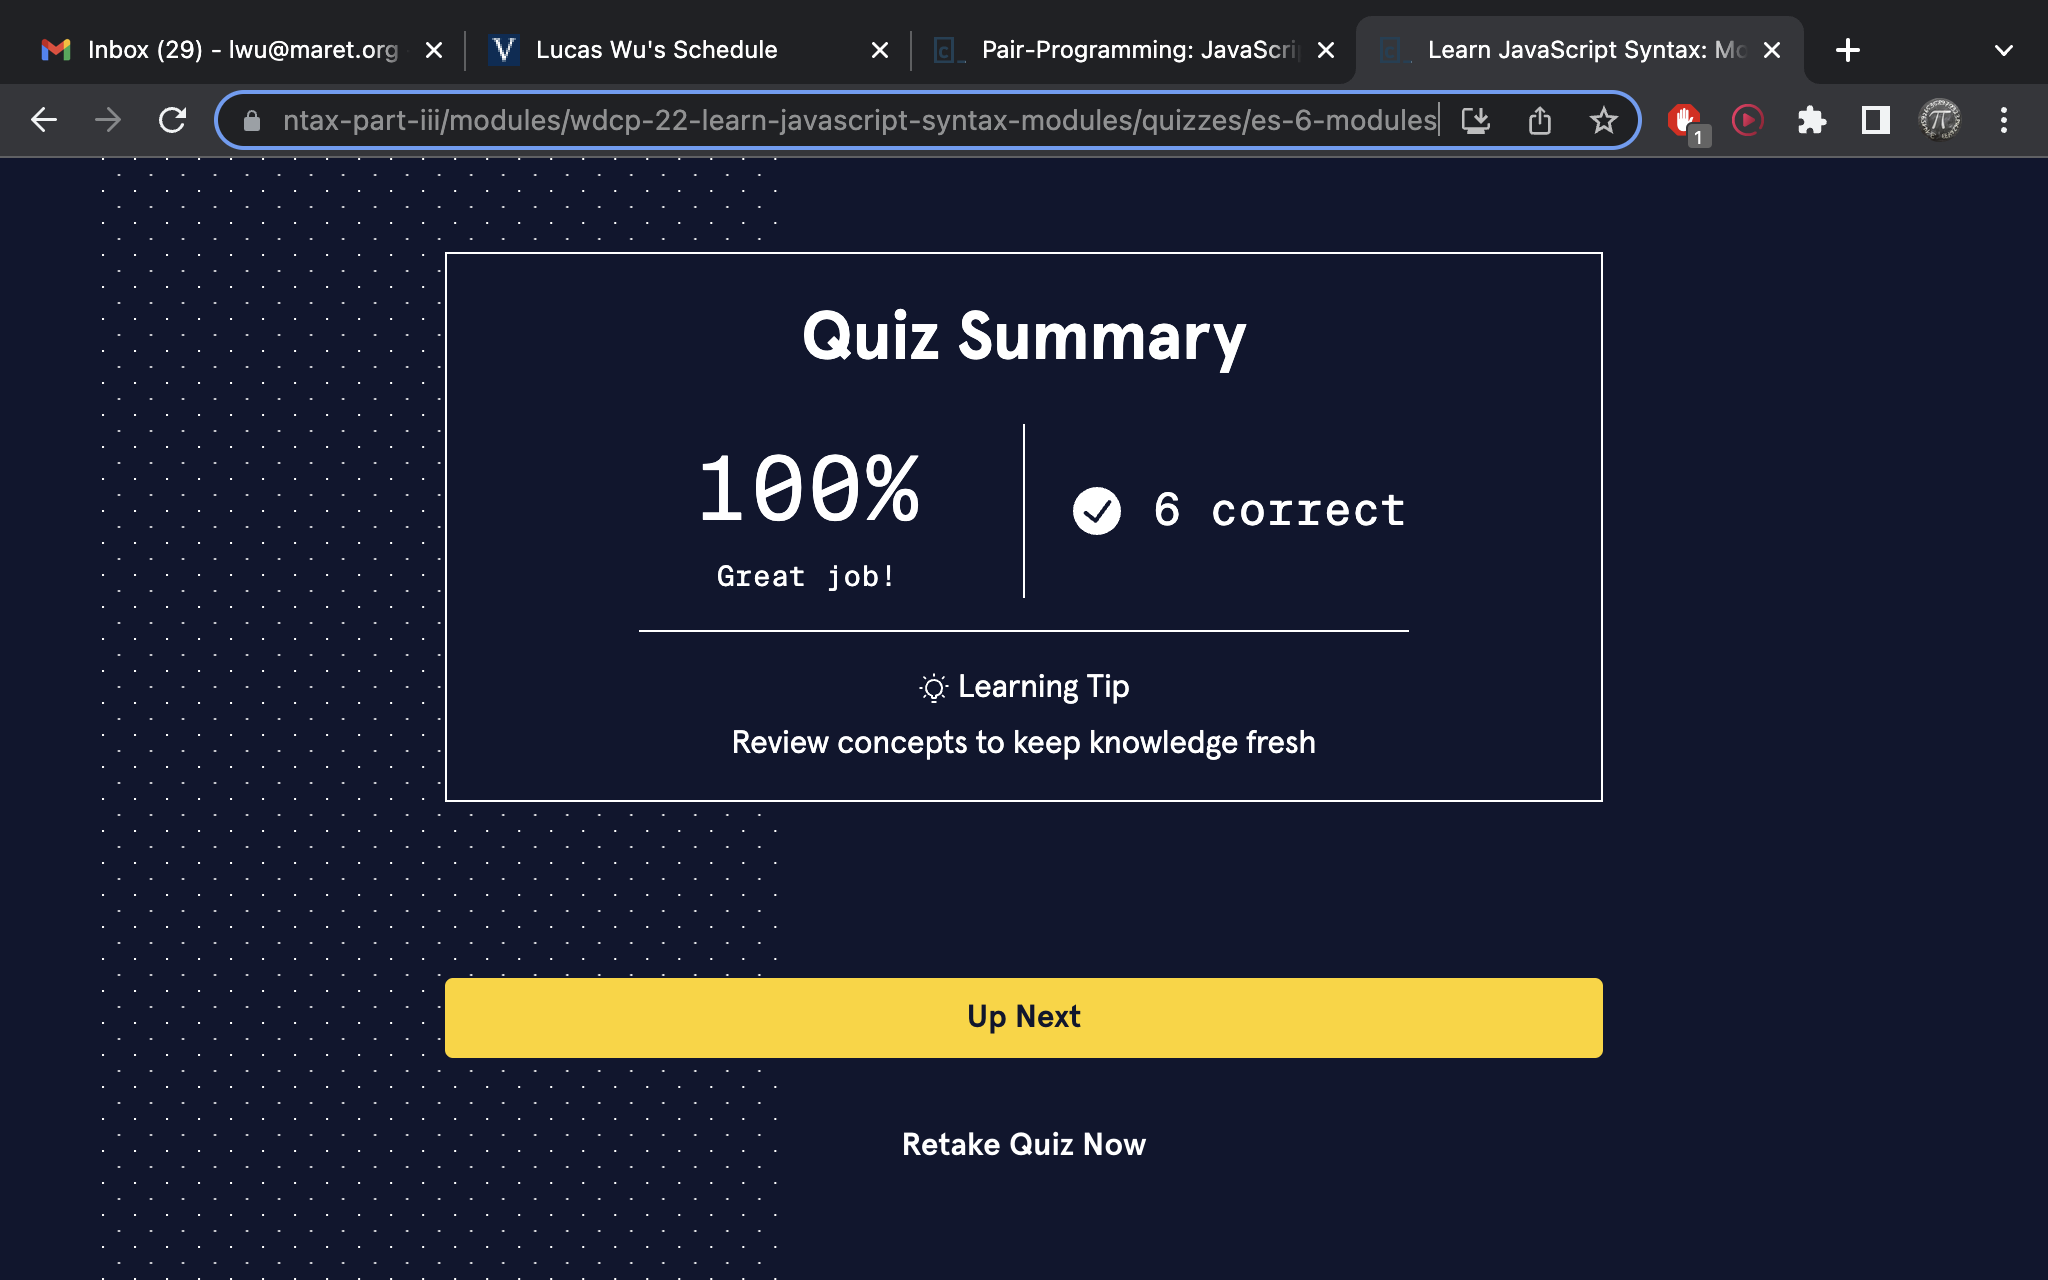 Inbox (29) - lwu@maret.org
Lucas Wu's Schedule
Pair-Programming: JavaScri
Learn JavaScript Syntax: Mo
ntax-part-iii/modules/wdcp-22-learn-javascript-syntax-modules/quizzes/es-6-modules
1
Quiz Summary
100%
Great job!
6 correct
Learning Tip
Review concepts to keep knowledge fresh
Up Next
Retake Quiz Now